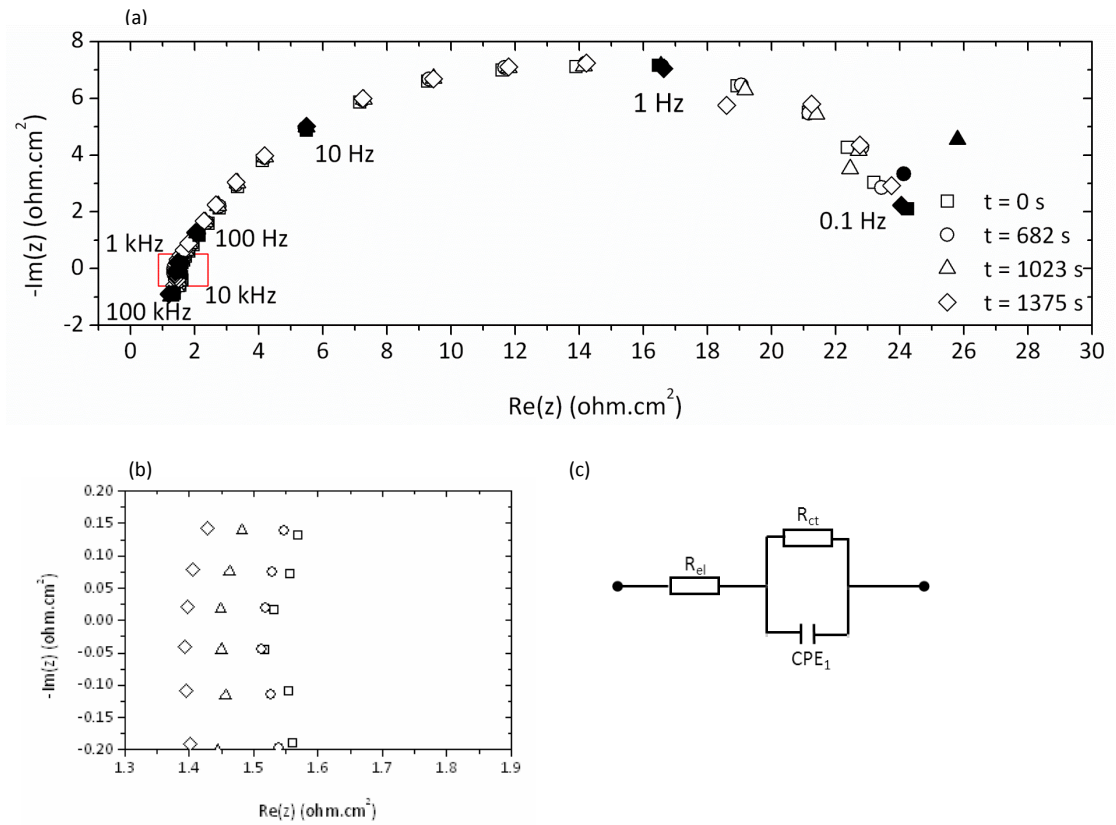 (a)
8
6
4
2
0
-2
-Im(z) (ohm.cm²)
1 Hz
10 Hz
0.1 Hz
100 Hz
1 kHz
10 kHz
100 kHz
t = 0 s
t = 682 s
t = 1023 s
t = 1375 s
0 2 4 6 8 10 12 14 16 18 20 22 24 26 28 30
Re(z) (ohm.cm²)
(b)
0.20
0.15
0.10
0.05
0.00
-0.05
-0.10
-0.15
-0.20
-Im(z) (ohm.cm²)
1.3 1.4 1.5 1.6 1.7 1.8 1.9
Re(z) (ohm.cm²)
(c)
R_ct
R_el
CPE₁